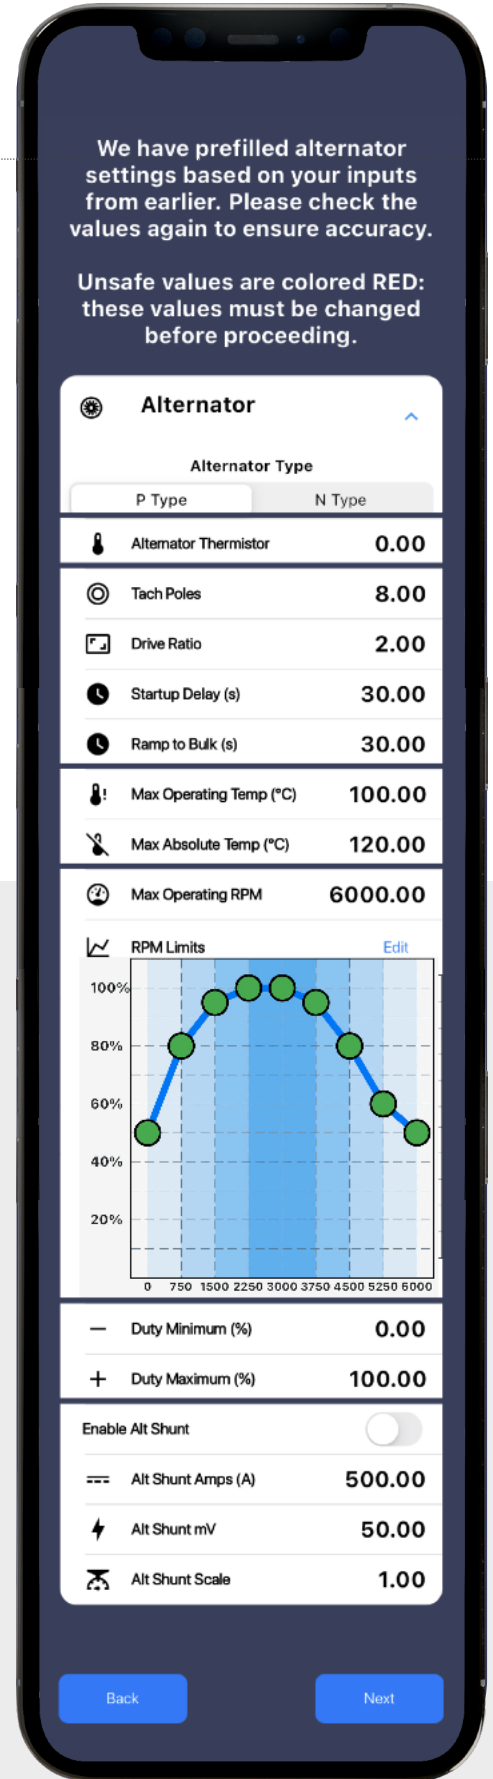 We have prefilled alternator
settings based on your inputs
from earlier. Please check the
values again to ensure accuracy.
Unsafe values are colored RED:
these values must be changed
before proceeding.
Alternator
Alternator Type
P Type N Type
Alternator Thermistor 0.00
Tach Poles 8.00
Drive Ratio 2.00
Startup Delay (s) 30.00
Ramp to Bulk (s) 30.00
Max Operating Temp (°C) 100.00
Max Absolute Temp (°C) 120.00
Max Operating RPM 6000.00
RPM Limits Edit
100%
80%
60%
40%
20%
0 750 1500 2250 3000 3750 4500 5250 6000
Duty Minimum (%) 0.00
Duty Maximum (%) 100.00
Enable Alt Shunt
Alt Shunt Amps (A) 500.00
Alt Shunt mV 50.00
Alt Shunt Scale 1.00
Back Next